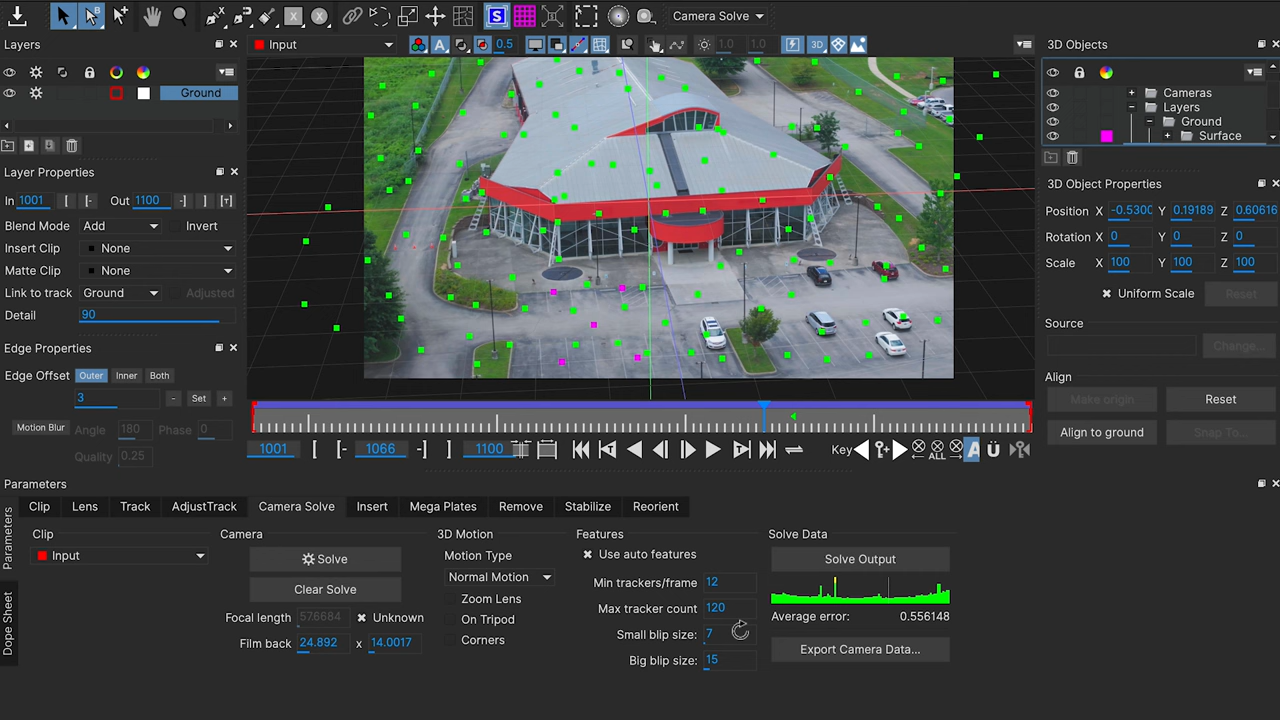 S
Camera Solve
Layers
Input
A
0.5
1.0
1.0
3D
3D Objects
Ground
Cameras
Layers
Ground
Surface
Layer Properties
In 1001 [ [- Out 1100 -] ] [T]
Blend Mode Add Invert
Insert Clip None
Matte Clip None
Link to track Ground Adjusted
Detail 90
3D Object Properties
Position X -0.5300 Y 0.19189 Z 0.60616
Rotation X 0 Y 0 Z 0
Scale X 100 Y 100 Z 100
Uniform Scale Reset
Source
Change...
Align
Make origin Reset
Align to ground Snap To...
Edge Properties
Edge Offset Outer Inner Both
3 - Set +
Motion Blur Angle 180 Phase 0
Quality 0.25
1001 [ [- 1066 -] ] 1100
Key
ALL
A
Ü
Parameters
Parameters
Dope Sheet
Clip Lens Track AdjustTrack Camera Solve Insert Mega Plates Remove Stabilize Reorient
Clip
Input
Camera
Solve
Clear Solve
Focal length 57.6684 Unknown
Film back 24.892 x 14.0017
3D Motion
Motion Type
Normal Motion
Zoom Lens
On Tripod
Corners
Features
Use auto features
Min trackers/frame 12
Max tracker count 120
Small blip size: 7
Big blip size: 15
Solve Data
Solve Output
Average error: 0.556148
Export Camera Data...